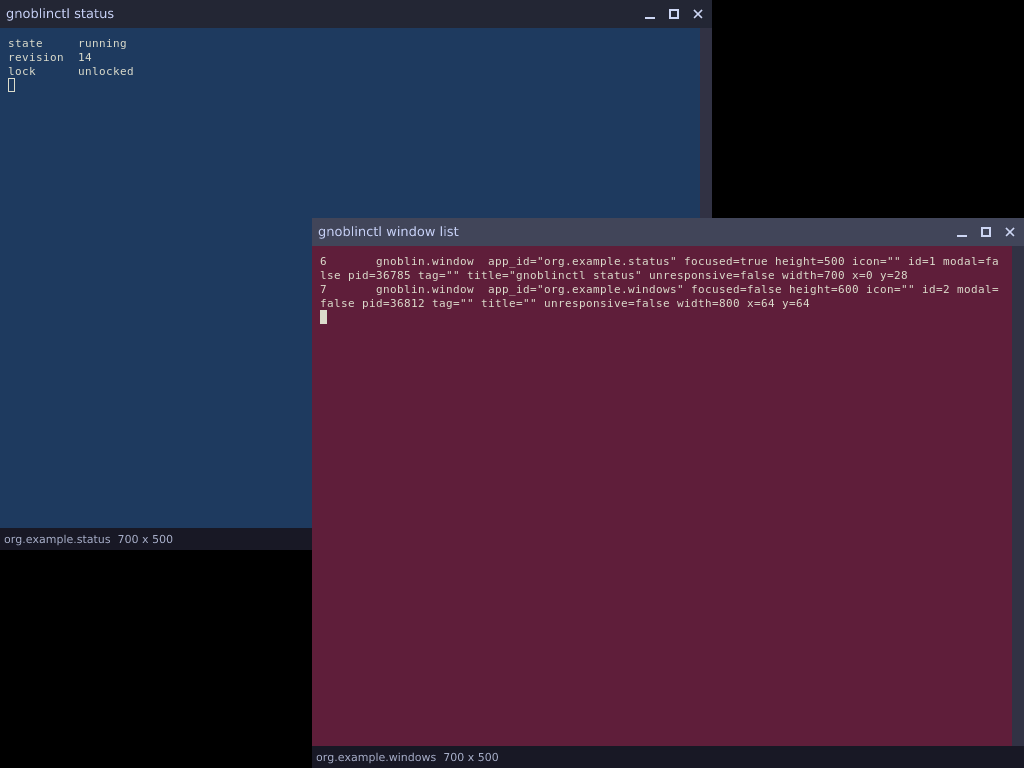 gnoblinctl status
state     running
revision  14
lock      unlocked
org.example.status  700 x 500
gnoblinctl window list
6       gnoblin.window  app_id="org.example.status" focused=true height=500 icon="" id=1 modal=fa
lse pid=36785 tag="" title="gnoblinctl status" unresponsive=false width=700 x=0 y=28
7       gnoblin.window  app_id="org.example.windows" focused=false height=600 icon="" id=2 modal=
false pid=36812 tag="" title="" unresponsive=false width=800 x=64 y=64
org.example.windows  700 x 500